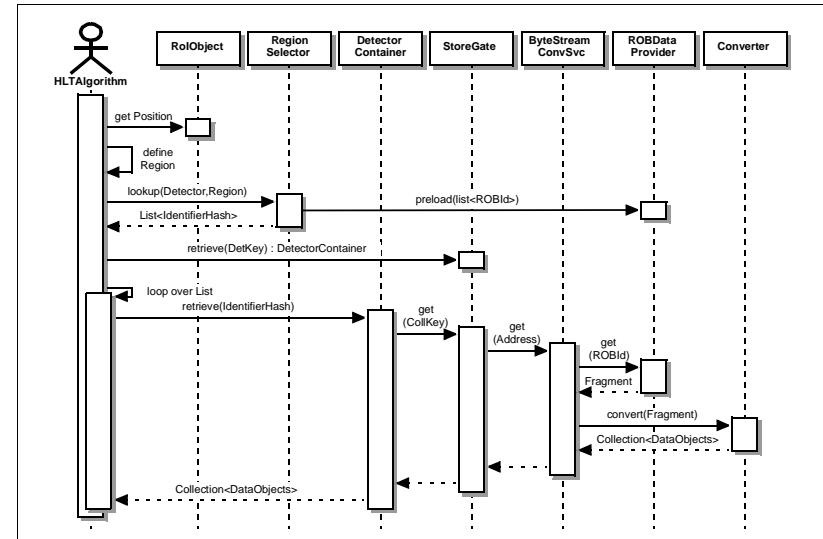 RoIObject
Region
Selector
Detector
Container
StoreGate
ByteStream
ConvSvc
ROBData
Provider
Converter
HLTAlgorithm
get Position
define
Region
lookup(Detector,Region)
preload(list<ROBId>)
List<IdentifierHash>
retrieve(DetKey) : DetectorContainer
loop over List
retrieve(IdentifierHash)
get
(CollKey)
get
(Address)
get
(ROBId)
Fragment
convert(Fragment)
Collection<DataObjects>
Collection<DataObjects>